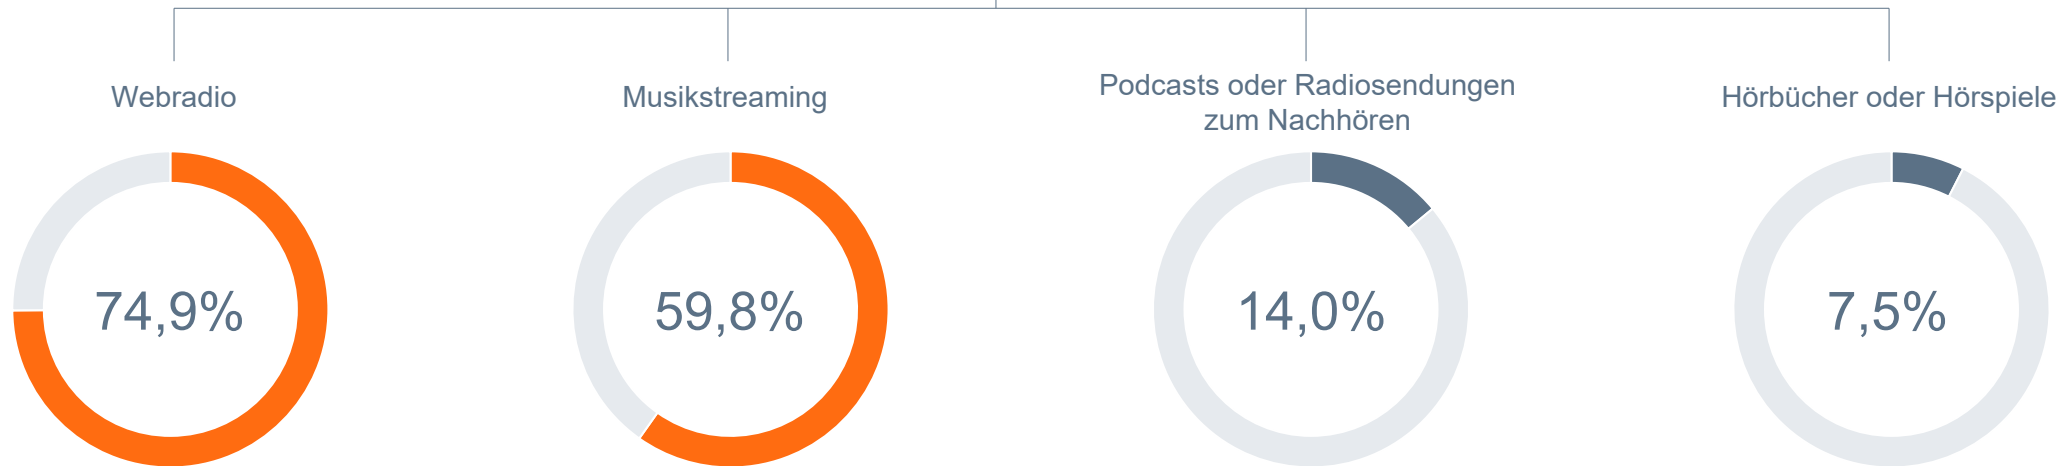 Webradio
74,9%
Musikstreaming
59,8%
Podcasts oder Radiosendungen
zum Nachhören
14,0%
Hörbücher oder Hörspiele
7,5%